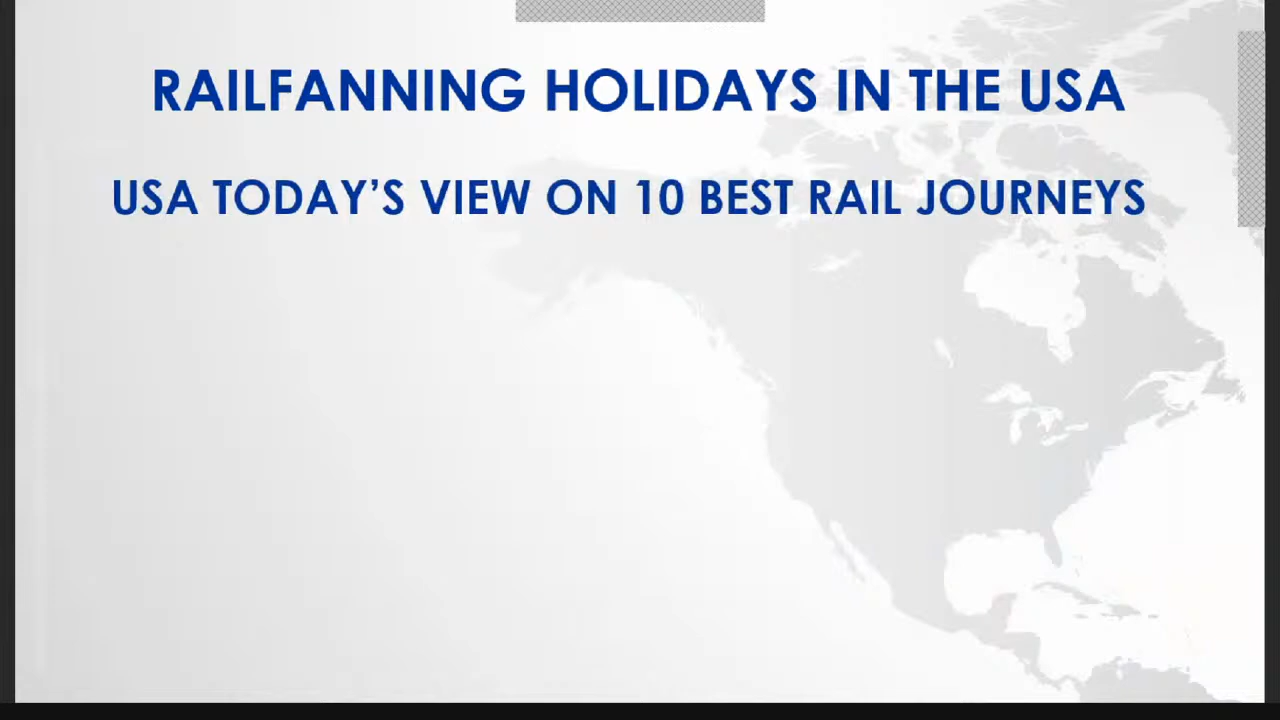 RAILFANNING HOLIDAYS IN THE USA
USA TODAY’S VIEW ON 10 BEST RAIL JOURNEYS